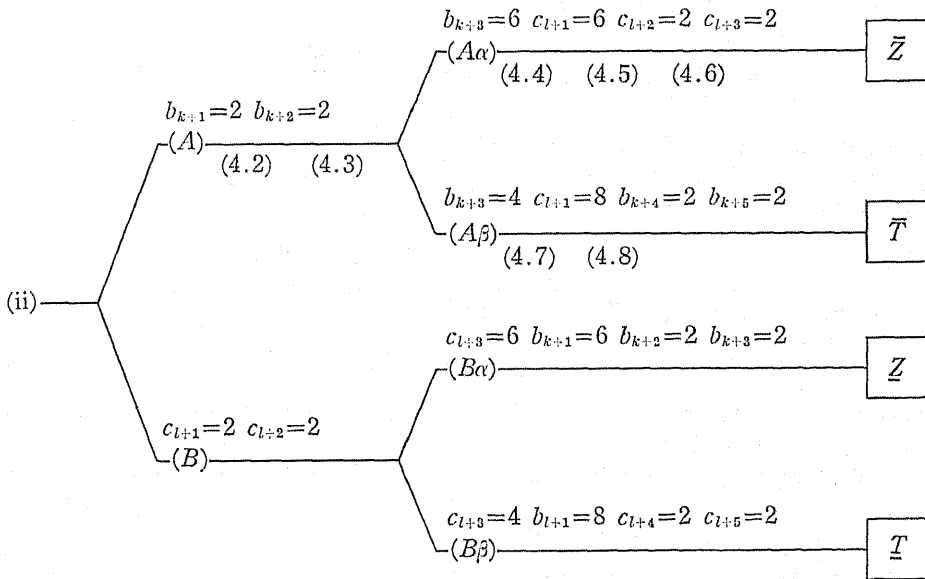 b_{k+3}=6 c_{l+1}=6 c_{l+2}=2 c_{l+3}=2
(Aα) Z̄
(4.4) (4.5) (4.6)
b_{k+1}=2 b_{k+2}=2
(A)
(4.2) (4.3)
b_{k+3}=4 c_{l+1}=8 b_{k+4}=2 b_{k+5}=2
(Aβ) T̄
(4.7) (4.8)
(ii)
c_{l+3}=6 b_{k+1}=6 b_{k+2}=2 b_{k+3}=2
(Bα) Z̲
c_{l+1}=2 c_{l+2}=2
(B)
c_{l+3}=4 b_{l+1}=8 c_{l+4}=2 c_{l+5}=2
(Bβ) T̲